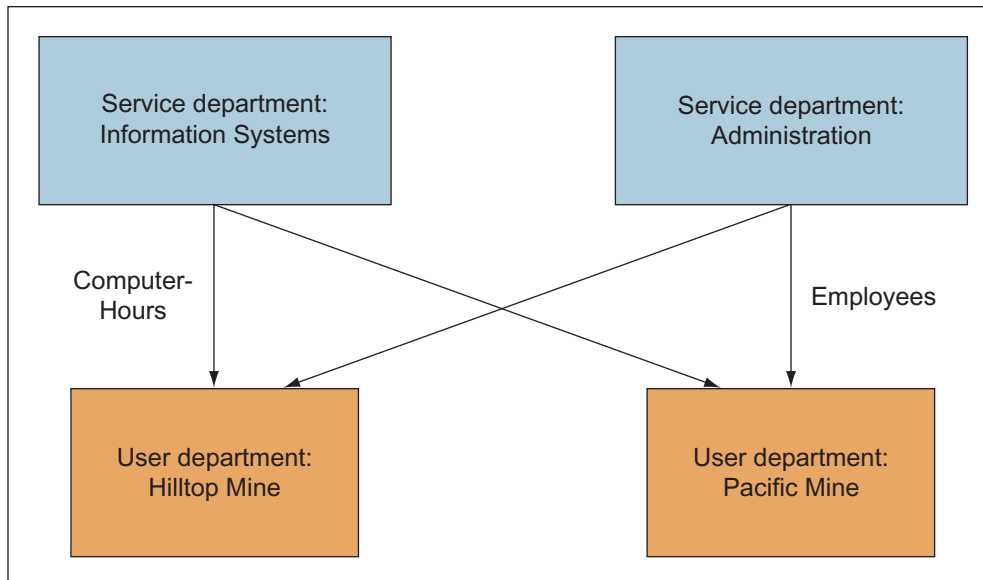 Service department:
Information Systems
Service department:
Administration
Computer-
Hours
Employees
User department:
Hilltop Mine
User department:
Pacific Mine